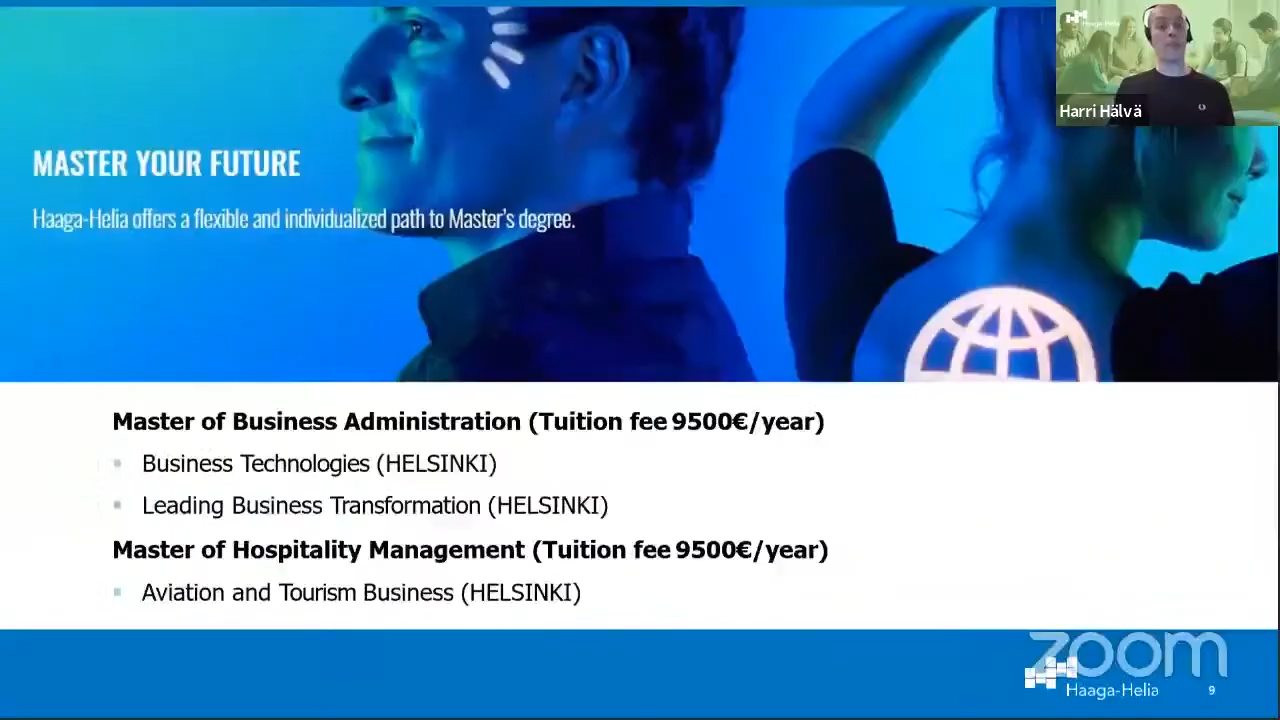 Haaga-Helia
Harri Hälvä
MASTER YOUR FUTURE
Haaga-Helia offers a flexible and individualized path to Master's degree.
Master of Business Administration (Tuition fee 9500€/year)
Business Technologies (HELSINKI)
Leading Business Transformation (HELSINKI)
Master of Hospitality Management (Tuition fee 9500€/year)
Aviation and Tourism Business (HELSINKI)
zoom
Haaga-Helia
9